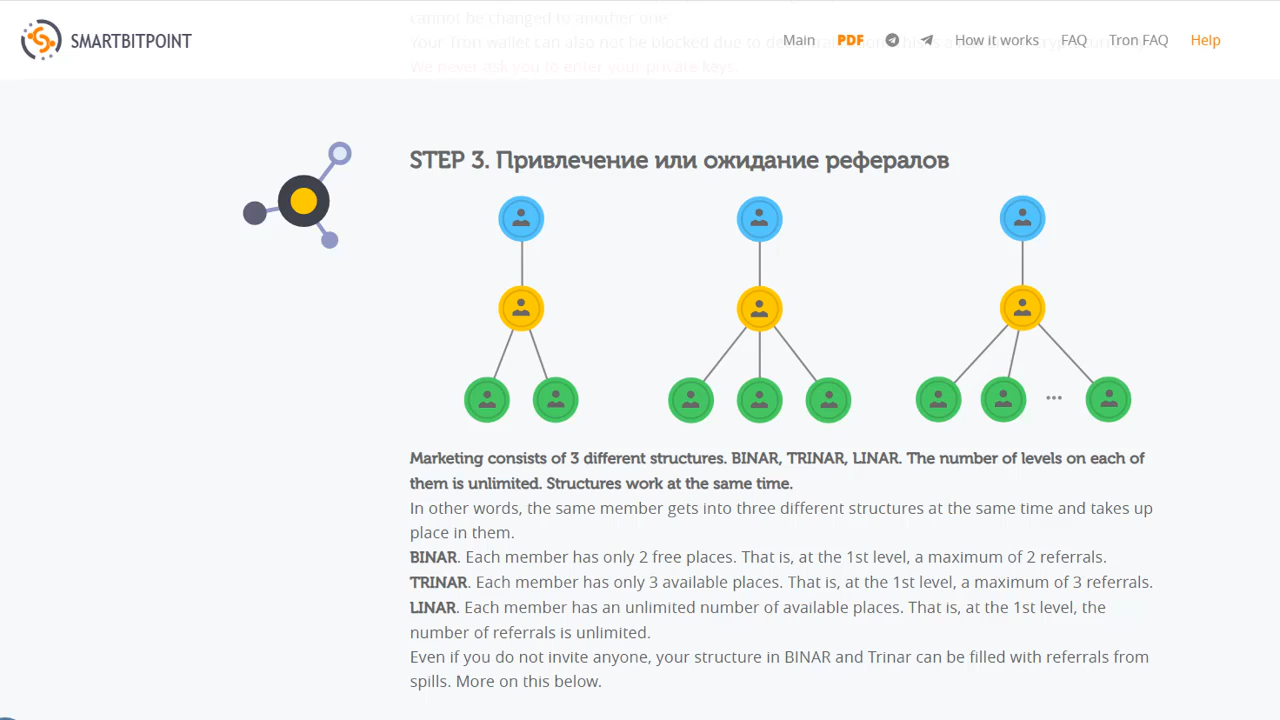 cannot be changed to another one.
SMARTBITPOINT
Main PDF How it works FAQ Tron FAQ Help
Your Tron wallet can also not be blocked due to
We never ask you to enter your private keys.
STEP 3. Привлечение или ожидание рефералов
Marketing consists of 3 different structures. BINAR, TRINAR, LINAR. The number of levels on each of
them is unlimited. Structures work at the same time.
In other words, the same member gets into three different structures at the same time and takes up
place in them.
BINAR. Each member has only 2 free places. That is, at the 1st level, a maximum of 2 referrals.
TRINAR. Each member has only 3 available places. That is, at the 1st level, a maximum of 3 referrals.
LINAR. Each member has an unlimited number of available places. That is, at the 1st level, the
number of referrals is unlimited.
Even if you do not invite anyone, your structure in BINAR and Trinar can be filled with referrals from
spills. More on this below.